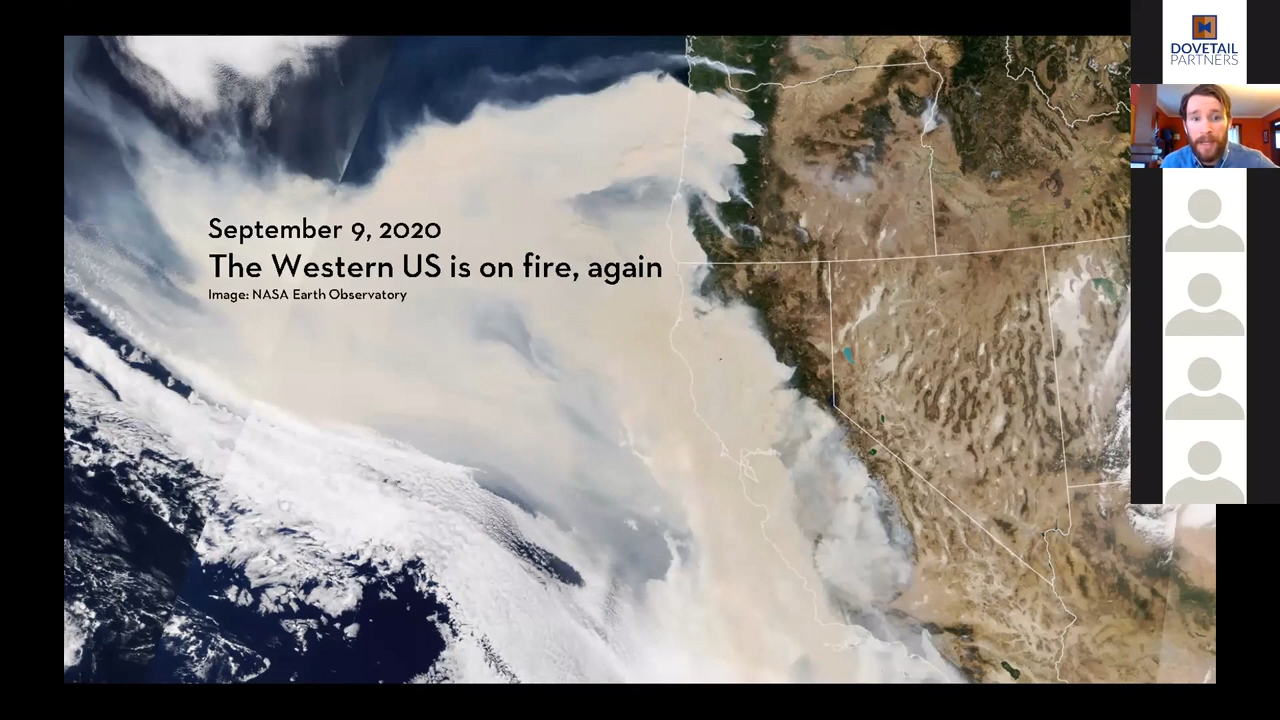 September 9, 2020
The Western US is on fire, again
Image: NASA Earth Observatory
DOVETAIL
PARTNERS